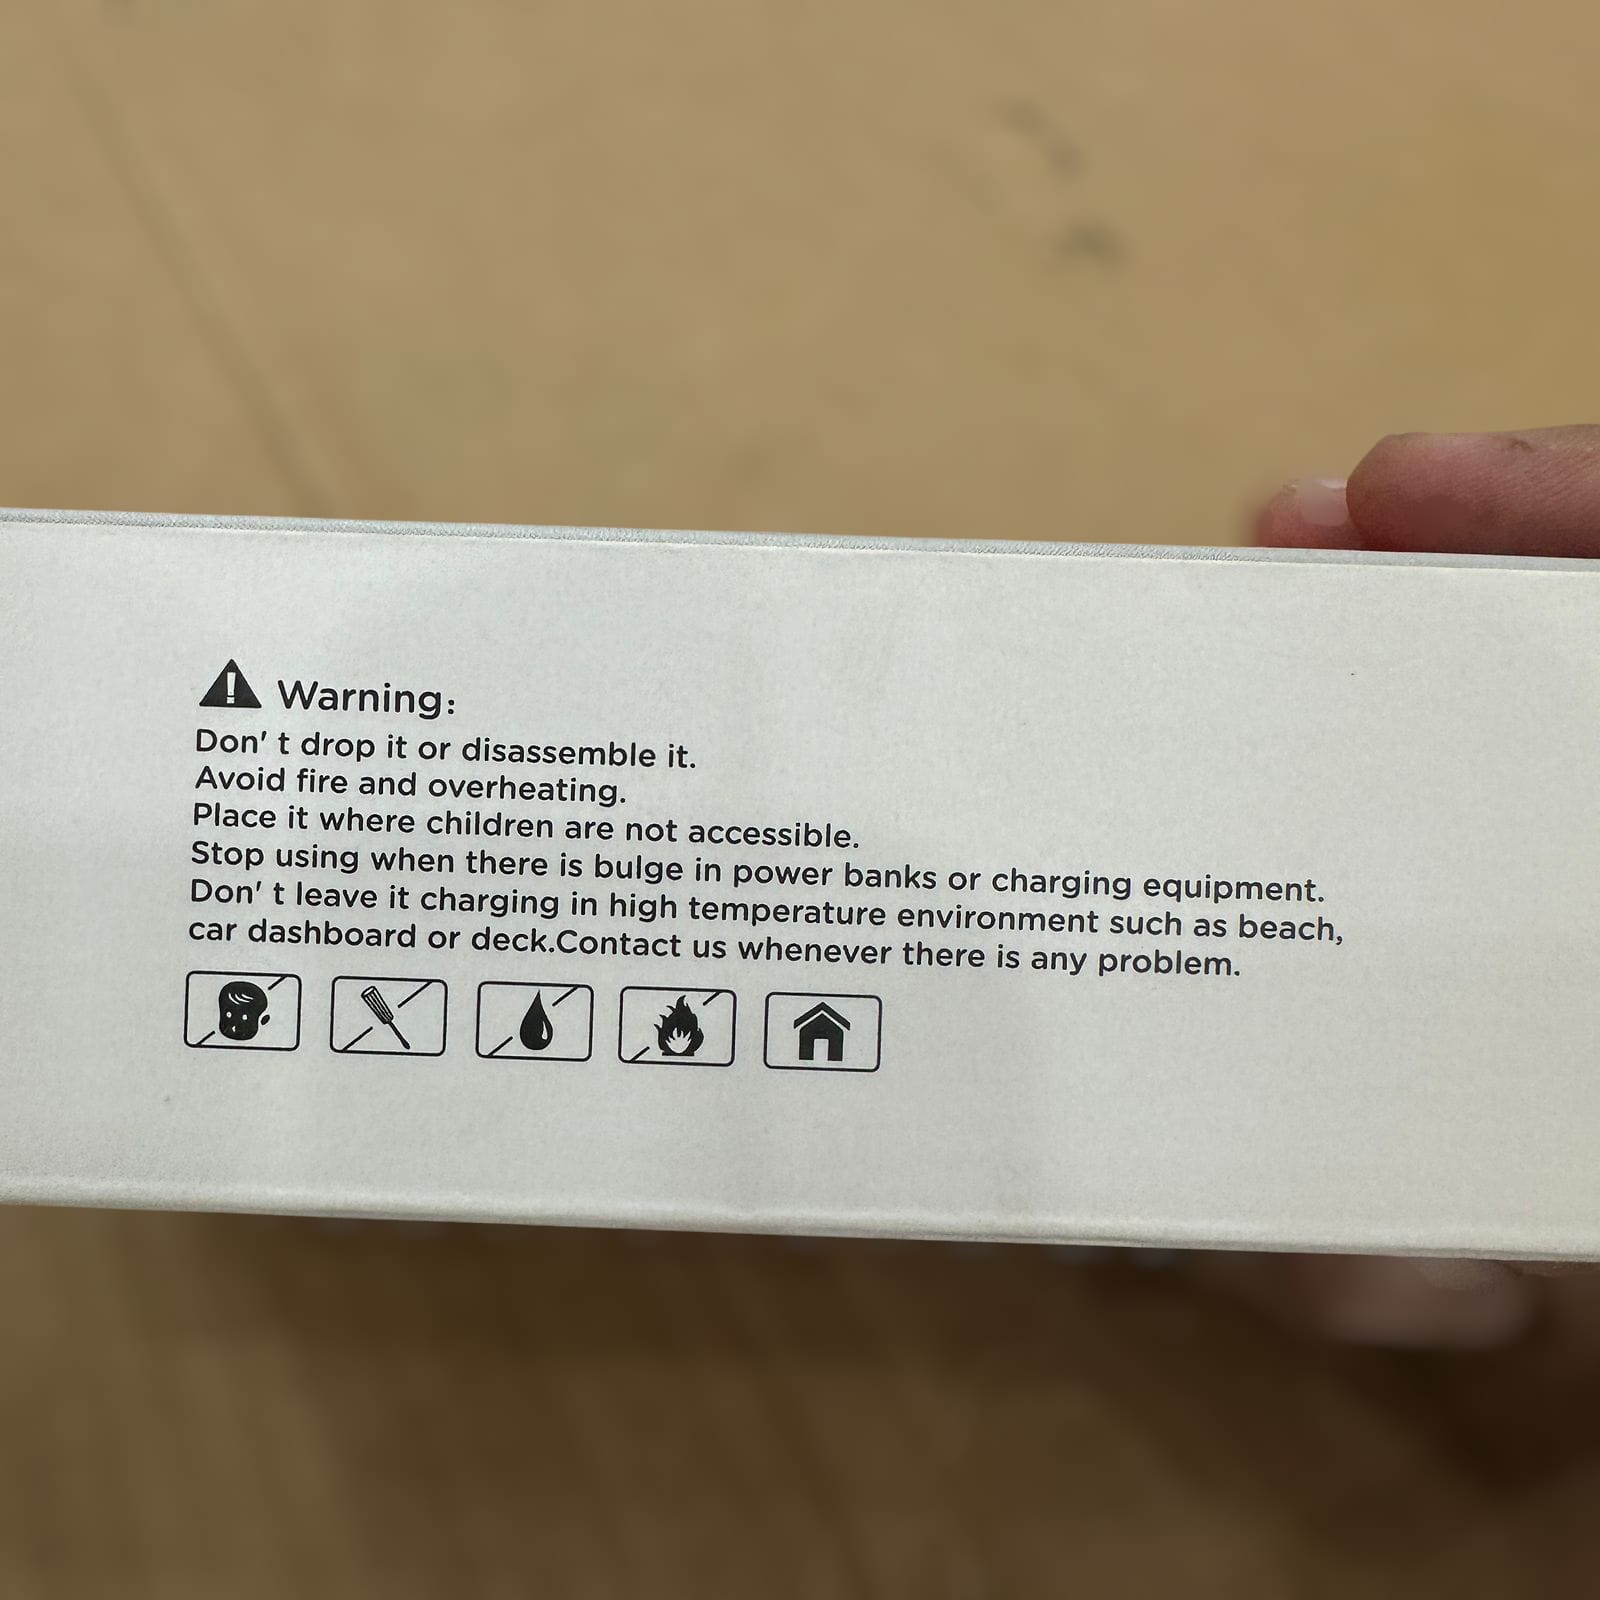 Warning:
Don' t drop it or disassemble it.
Avoid fire and overheating.
Place it where children are not accessible.
Stop using when there is bulge in power banks or charging equipment.
Don' t leave it charging in high temperature environment such as beach,
car dashboard or deck.Contact us whenever there is any problem.